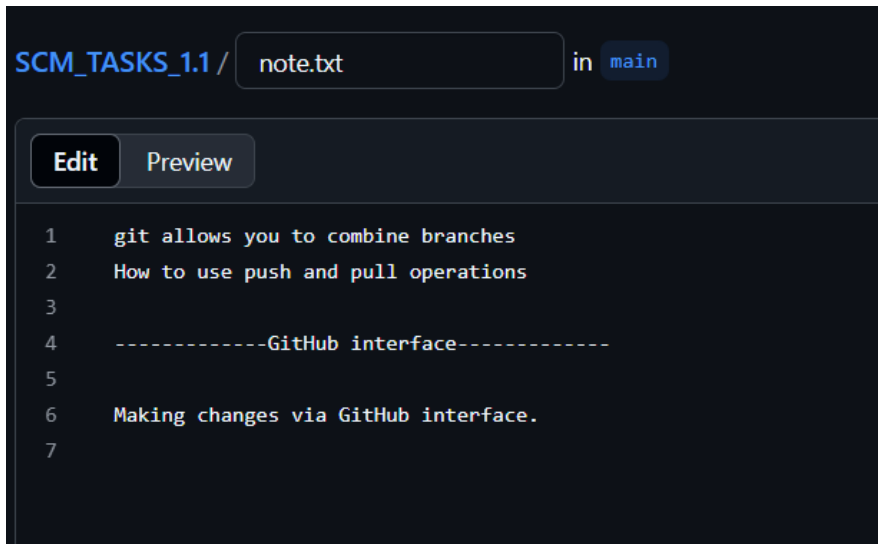 SCM_TASKS_1.1 / note.txt in main
Edit Preview
1 git allows you to combine branches
2 How to use push and pull operations
3
4 -------------GitHub interface-------------
5
6 Making changes via GitHub interface.
7